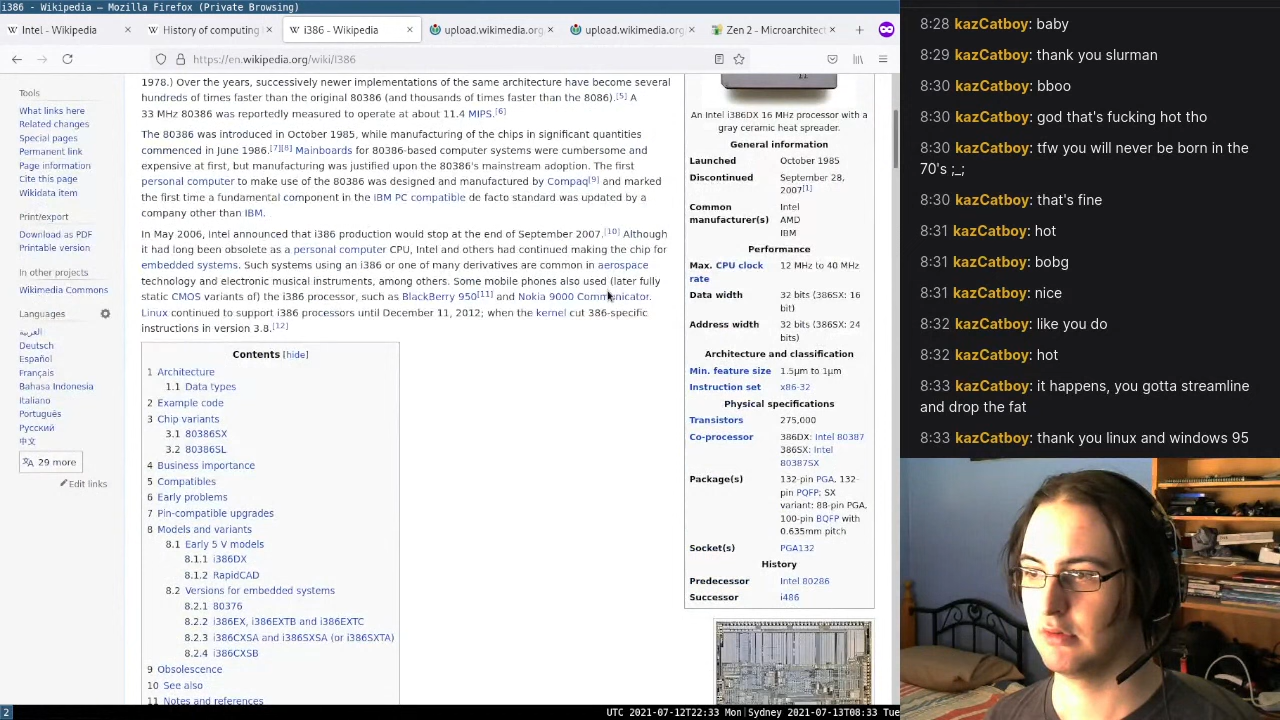 i386 - Wikipedia — Mozilla Firefox (Private Browsing)
Intel - Wikipedia
History of computing
i386 - Wikipedia
upload.wikimedia.org/
upload.wikimedia.org/
Zen 2 - Microarchitect
https://en.wikipedia.org/wiki/I386
Tools
What links here
Related changes
Special pages
Permanent link
Page information
Cite this page
Wikidata item
Print/export
Download as PDF
Printable version
In other projects
Wikimedia Commons
Languages
العربية
Deutsch
Español
Français
Bahasa Indonesia
Italiano
Português
Русский
中文
29 more
Edit links
1978.) Over the years, successively newer implementations of the same architecture have become several
hundreds of times faster than the original 80386 (and thousands of times faster than the 8086).[5] A
33 MHz 80386 was reportedly measured to operate at about 11.4 MIPS.[6]
The 80386 was introduced in October 1985, while manufacturing of the chips in significant quantities
commenced in June 1986.[7][8] Mainboards for 80386-based computer systems were cumbersome and
expensive at first, but manufacturing was justified upon the 80386's mainstream adoption. The first
personal computer to make use of the 80386 was designed and manufactured by Compaq[9] and marked
the first time a fundamental component in the IBM PC compatible de facto standard was updated by a
company other than IBM.
In May 2006, Intel announced that i386 production would stop at the end of September 2007.[10] Although
it had long been obsolete as a personal computer CPU, Intel and others had continued making the chip for
embedded systems. Such systems using an i386 or one of many derivatives are common in aerospace
technology and electronic musical instruments, among others. Some mobile phones also used (later fully
static CMOS variants of) the i386 processor, such as BlackBerry 950[11] and Nokia 9000 Communicator.
Linux continued to support i386 processors until December 11, 2012; when the kernel cut 386-specific
instructions in version 3.8.[12]
Contents [hide]
1 Architecture
1.1 Data types
2 Example code
3 Chip variants
3.1 80386SX
3.2 80386SL
4 Business importance
5 Compatibles
6 Early problems
7 Pin-compatible upgrades
8 Models and variants
8.1 Early 5 V models
8.1.1 i386DX
8.1.2 RapidCAD
8.2 Versions for embedded systems
8.2.1 80376
8.2.2 i386EX, i386EXTB and i386EXTC
8.2.3 i386CXSA and i386SXSA (or i386SXTA)
8.2.4 i386CXSB
9 Obsolescence
10 See also
11 Notes and references
An Intel i386DX 16 MHz processor with a
gray ceramic heat spreader.
General information
Launched October 1985
Discontinued September 28,
2007[1]
Common Intel
manufacturer(s) AMD
IBM
Performance
Max. CPU clock 12 MHz to 40 MHz
rate
Data width 32 bits (386SX: 16
bit)
Address width 32 bits (386SX: 24
bits)
Architecture and classification
Min. feature size 1.5µm to 1µm
Instruction set x86-32
Physical specifications
Transistors 275,000
Co-processor 386DX: Intel 80387
386SX: Intel
80387SX
Package(s) 132-pin PGA, 132-
pin PQFP; SX
variant: 88-pin PGA,
100-pin BQFP with
0.635mm pitch
Socket(s) PGA132
History
Predecessor Intel 80286
Successor i486
8:28 kazCatboy: baby
8:29 kazCatboy: thank you slurman
8:30 kazCatboy: bboo
8:30 kazCatboy: god that's fucking hot tho
8:30 kazCatboy: tfw you will never be born in the
70's ;_;
8:30 kazCatboy: that's fine
8:31 kazCatboy: hot
8:31 kazCatboy: bobg
8:31 kazCatboy: nice
8:32 kazCatboy: like you do
8:32 kazCatboy: hot
8:33 kazCatboy: it happens, you gotta streamline
and drop the fat
8:33 kazCatboy: thank you linux and windows 95
2
UTC 2021-07-12T22:33 Mon|Sydney 2021-07-13T08:33 Tue